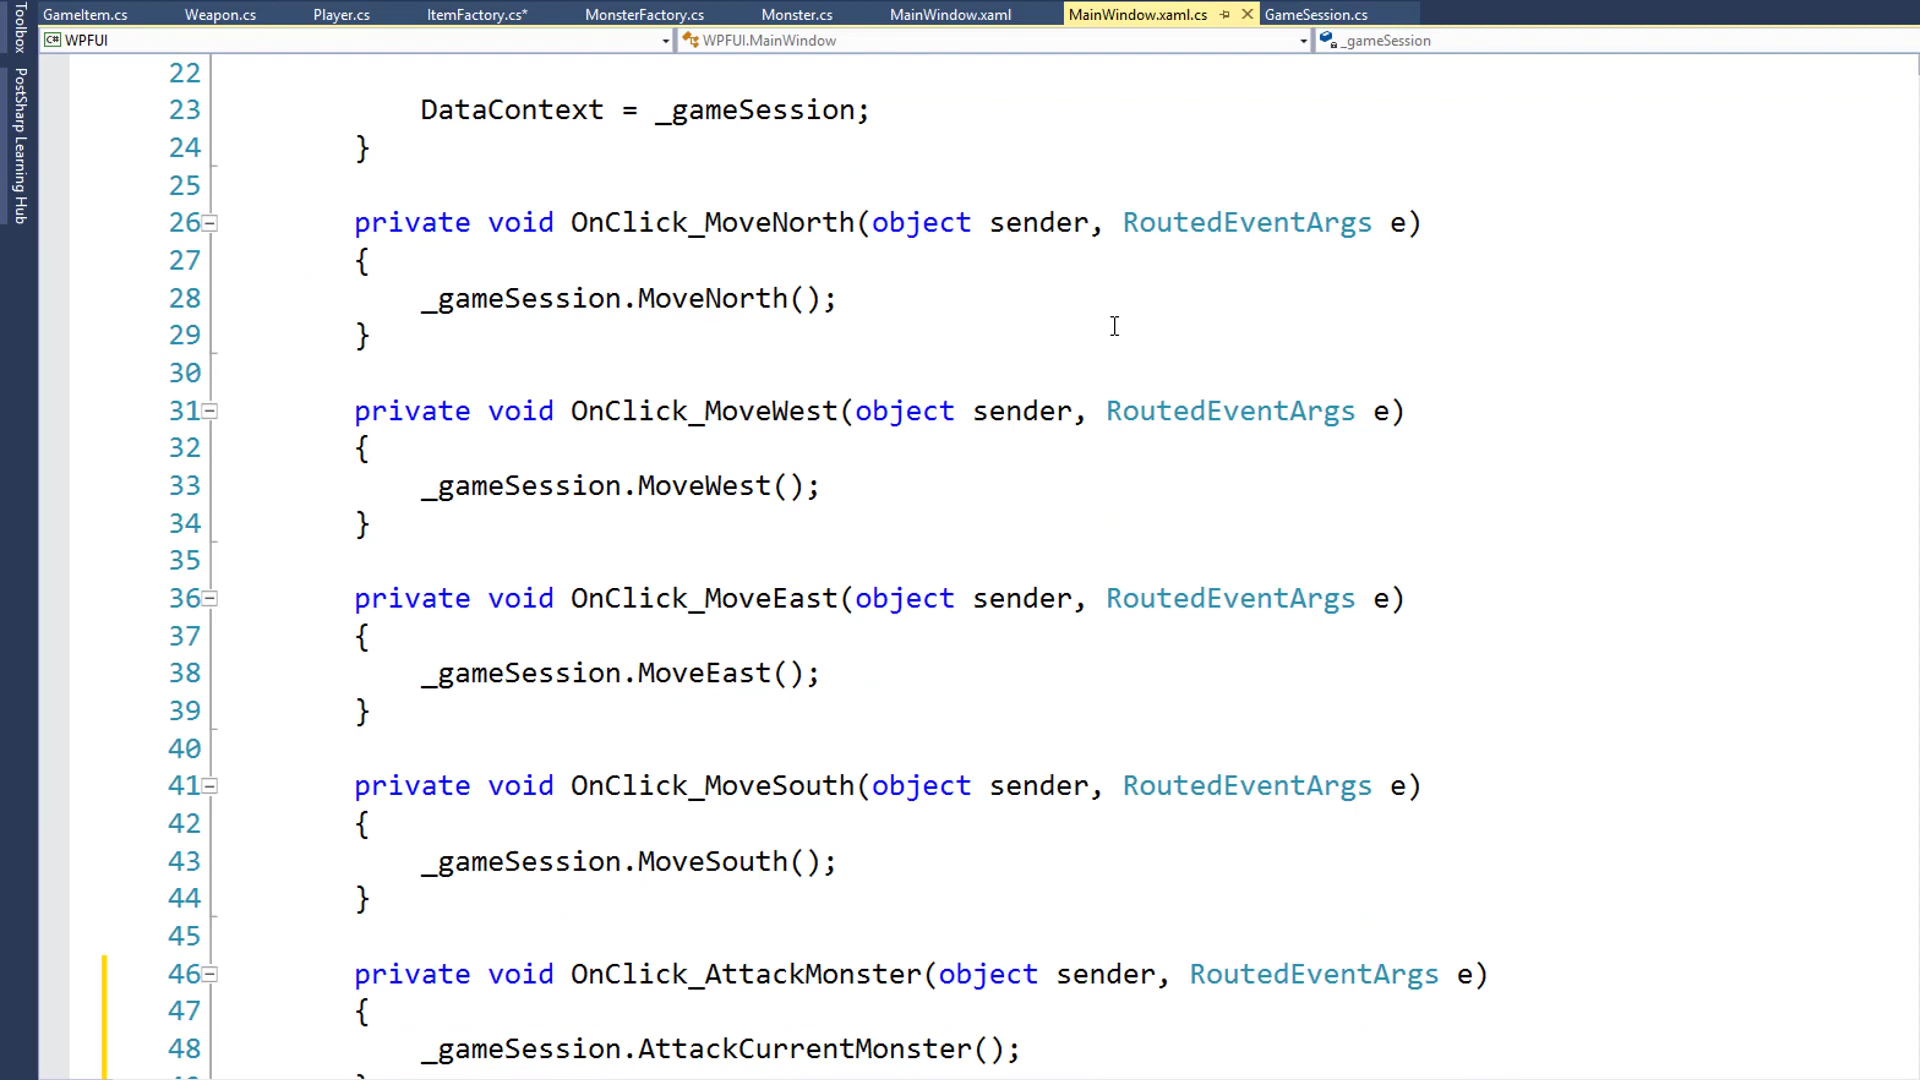 Toolbox
PostSharp Learning Hub
GameItem.cs Weapon.cs Player.cs ItemFactory.cs* MonsterFactory.cs Monster.cs MainWindow.xaml MainWindow.xaml.cs GameSession.cs
C# WPFUI WPFUI.MainWindow _gameSession
22
23 DataContext = _gameSession;
24 }
25
26 private void OnClick_MoveNorth(object sender, RoutedEventArgs e)
27 {
28 _gameSession.MoveNorth();
29 }
30
31 private void OnClick_MoveWest(object sender, RoutedEventArgs e)
32 {
33 _gameSession.MoveWest();
34 }
35
36 private void OnClick_MoveEast(object sender, RoutedEventArgs e)
37 {
38 _gameSession.MoveEast();
39 }
40
41 private void OnClick_MoveSouth(object sender, RoutedEventArgs e)
42 {
43 _gameSession.MoveSouth();
44 }
45
46 private void OnClick_AttackMonster(object sender, RoutedEventArgs e)
47 {
48 _gameSession.AttackCurrentMonster();